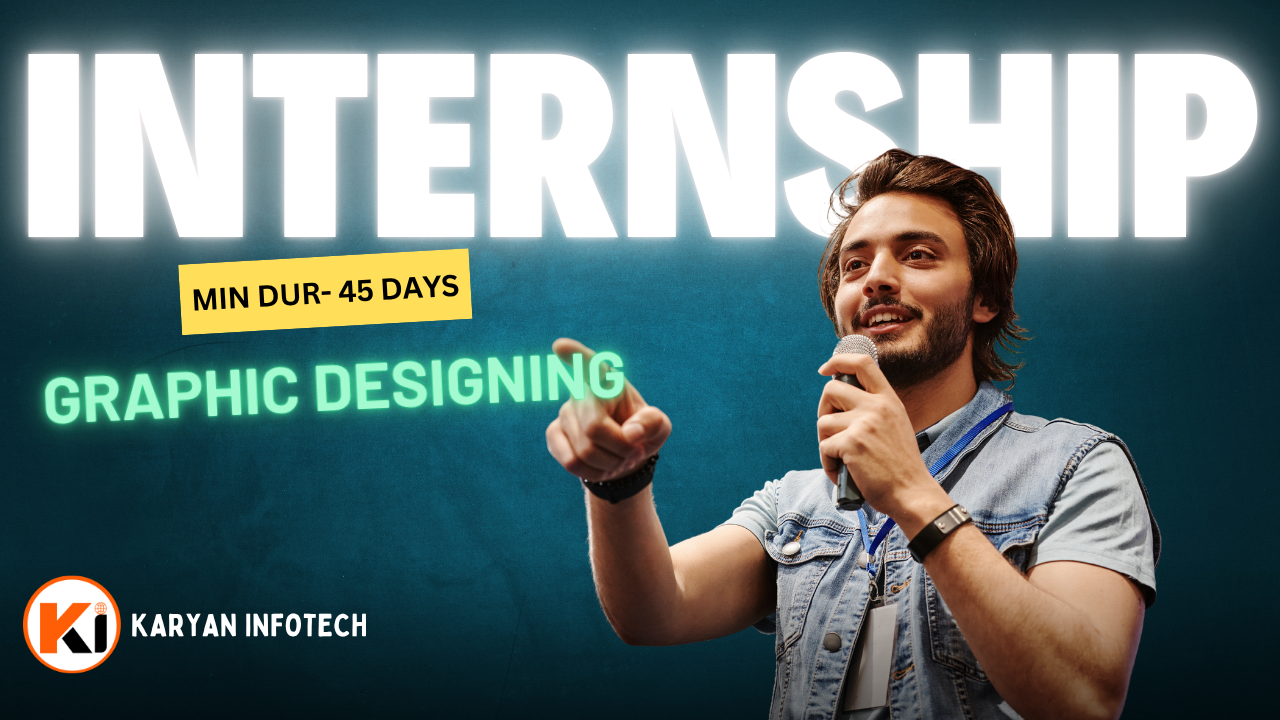 INTERNSHIP
MIN DUR- 45 DAYS
GRAPHIC DESIGNING
Ki KARYAN INFOTECH